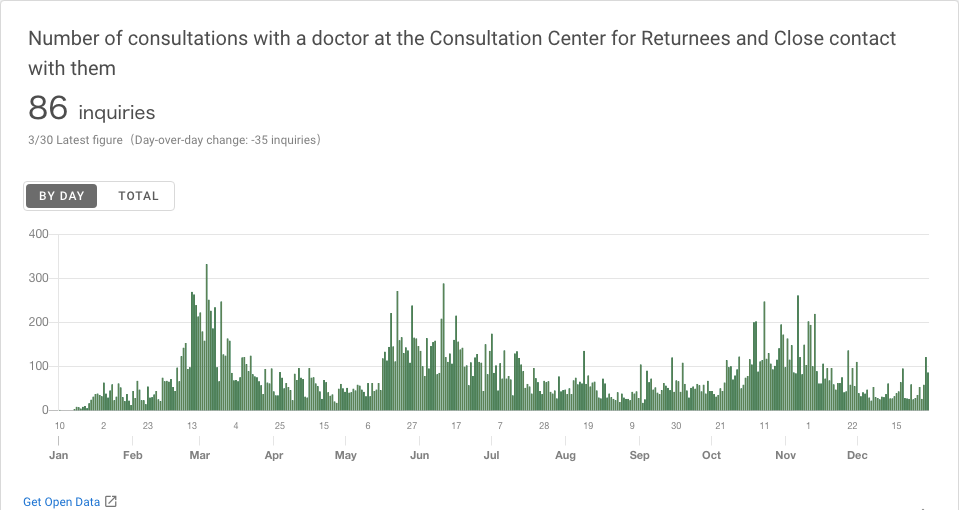 Number of consultations with a doctor at the Consultation Center for Returnees and Close contact
with them
86 inquiries
3/30 Latest figure（Day-over-day change: -35 inquiries）
BY DAY TOTAL
400
300
200
100
0
10 2 23 13 4 25 15 6 27 17 7 28 19 9 30 21 11 1 22 15
Jan Feb Mar Apr May Jun Jul Aug Sep Oct Nov Dec
Get Open Data